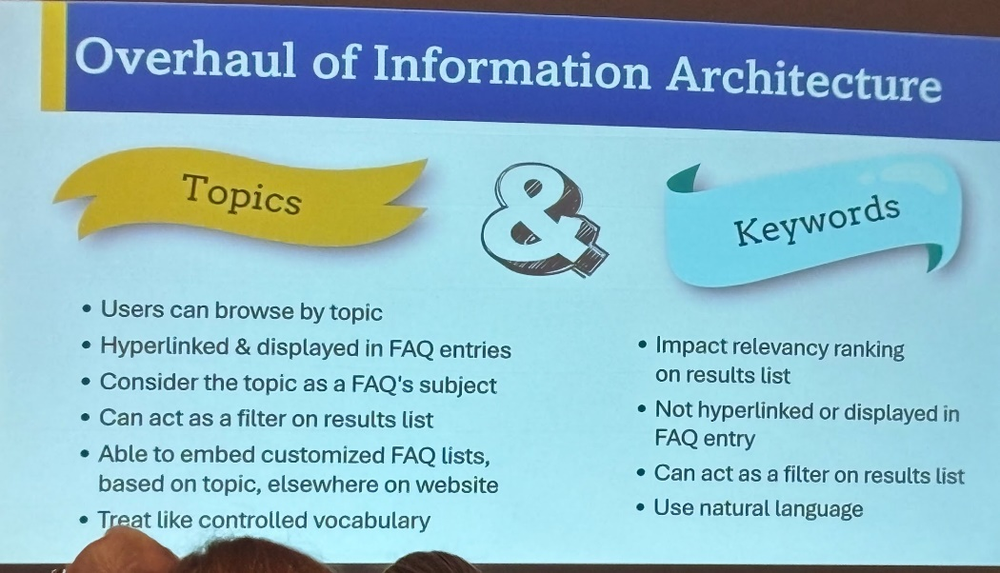 Overhaul of Information Architecture
Topics
&
Keywords
• Users can browse by topic
• Hyperlinked & displayed in FAQ entries
• Consider the topic as a FAQ's subject
• Can act as a filter on results list
• Able to embed customized FAQ lists,
based on topic, elsewhere on website
• Treat like controlled vocabulary
• Impact relevancy ranking
on results list
• Not hyperlinked or displayed in
FAQ entry
• Can act as a filter on results list
• Use natural language